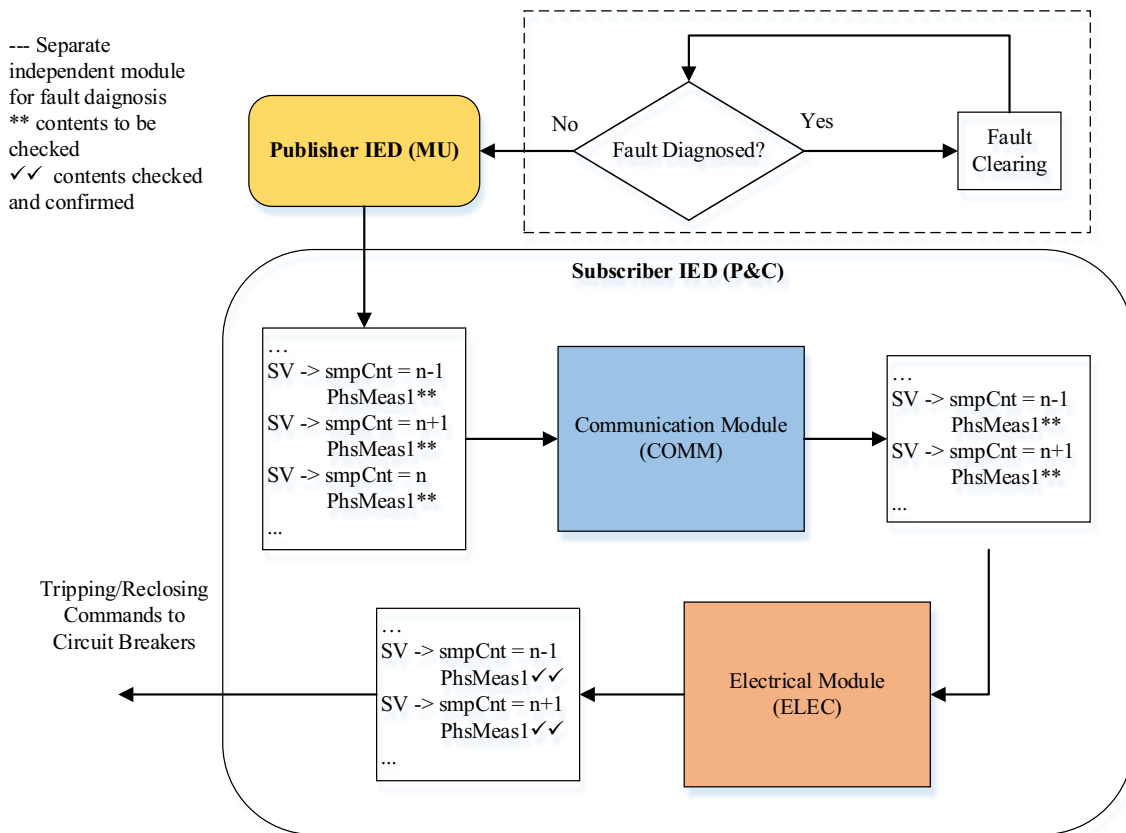 --- Separate
independent module
for fault daignosis
** contents to be
checked
✓✓ contents checked
and confirmed
No
Fault Diagnosed?
Yes
Fault
Clearing
Publisher IED (MU)
Subscriber IED (P&C)
...
SV -> smpCnt = n-1
PhsMeas1**
SV -> smpCnt = n+1
PhsMeas1**
SV -> smpCnt = n
PhsMeas1**
...
Communication Module
(COMM)
...
SV -> smpCnt = n-1
PhsMeas1**
SV -> smpCnt = n+1
PhsMeas1**
...
Electrical Module
(ELEC)
...
SV -> smpCnt = n-1
PhsMeas1✓✓
SV -> smpCnt = n+1
PhsMeas1✓✓
...
Tripping/Reclosing
Commands to
Circuit Breakers